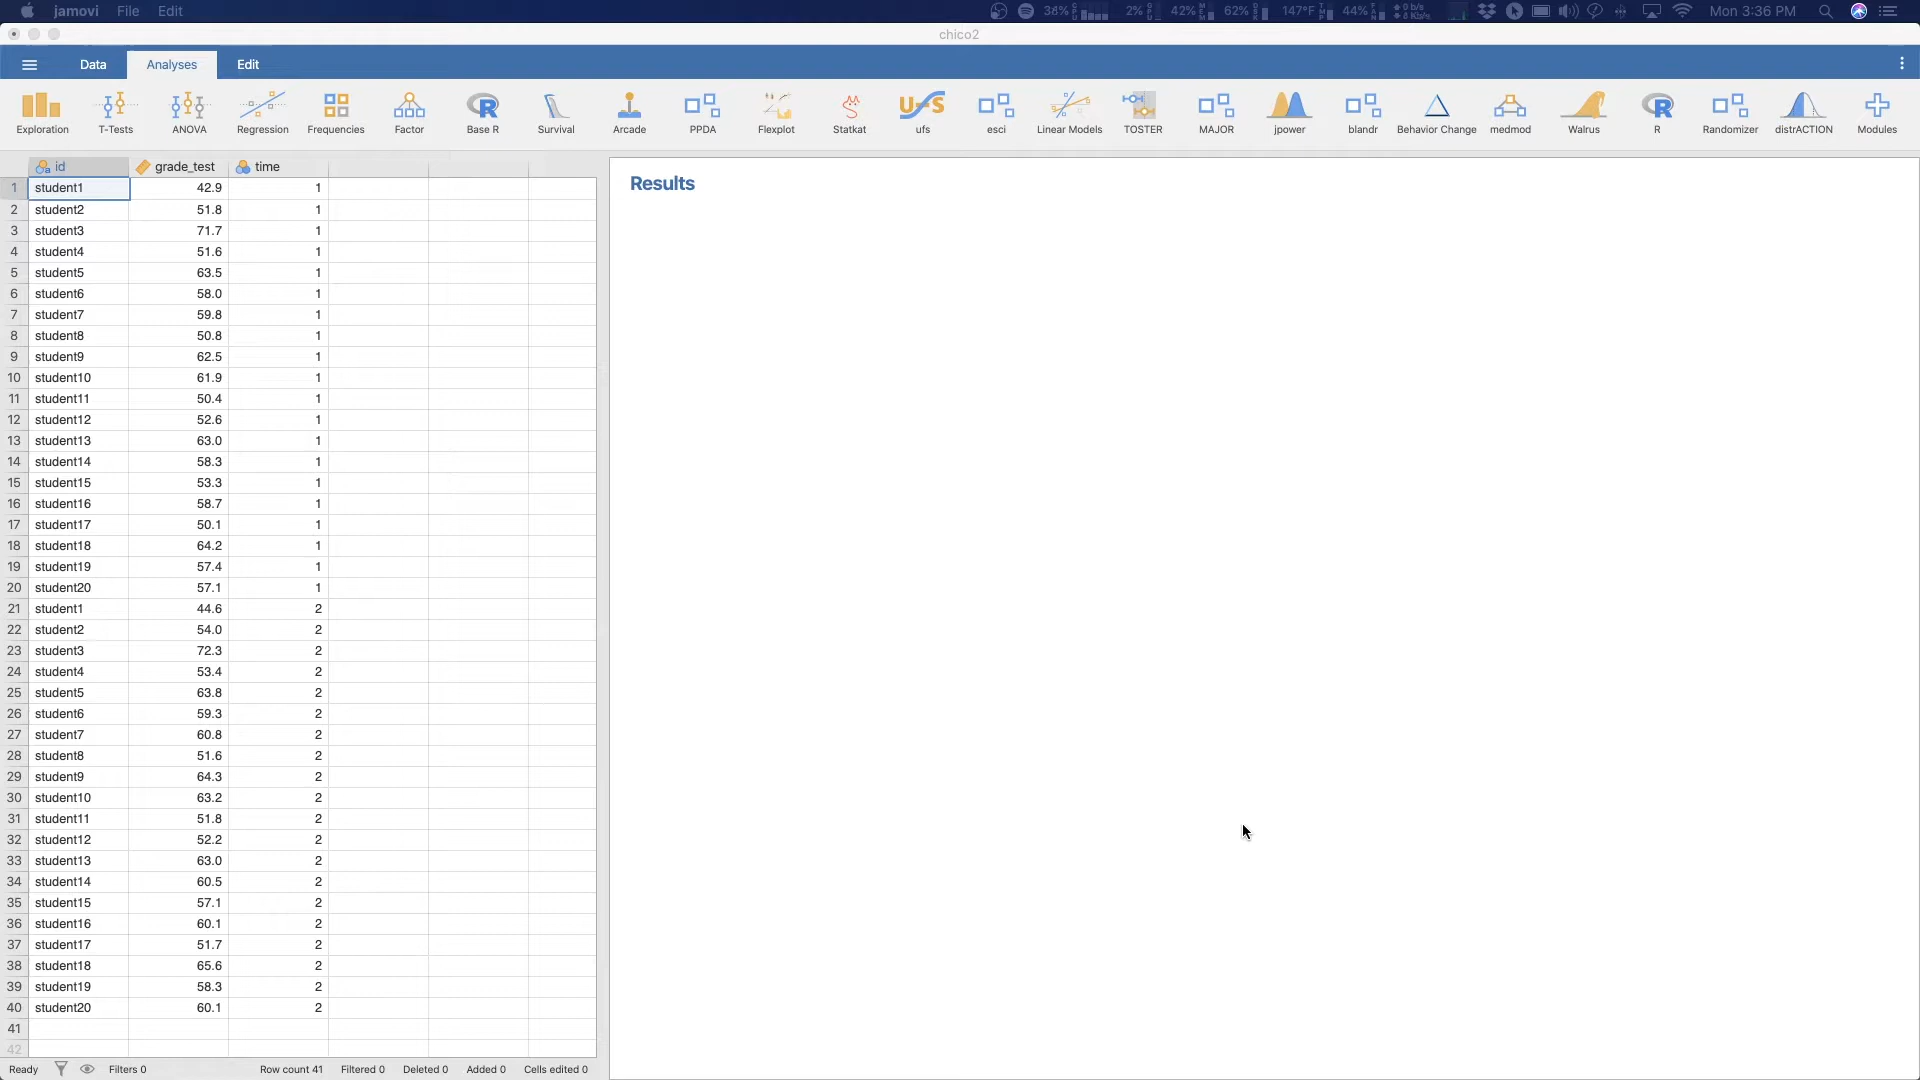 jamovi File Edit 38% 2% 42% 62% 147°F 44% Mon 3:36 PM
chico2
Data Analyses Edit
Exploration T-Tests ANOVA Regression Frequencies Factor Base R Survival Arcade PPDA Flexplot Statkat ufs esci Linear Models TOSTER MAJOR jpower blandr Behavior Change medmod Walrus R Randomizer distrACTION Modules
id grade_test time
Results
1 student1 42.9 1
2 student2 51.8 1
3 student3 71.7 1
4 student4 51.6 1
5 student5 63.5 1
6 student6 58.0 1
7 student7 59.8 1
8 student8 50.8 1
9 student9 62.5 1
10 student10 61.9 1
11 student11 50.4 1
12 student12 52.6 1
13 student13 63.0 1
14 student14 58.3 1
15 student15 53.3 1
16 student16 58.7 1
17 student17 50.1 1
18 student18 64.2 1
19 student19 57.4 1
20 student20 57.1 1
21 student1 44.6 2
22 student2 54.0 2
23 student3 72.3 2
24 student4 53.4 2
25 student5 63.8 2
26 student6 59.3 2
27 student7 60.8 2
28 student8 51.6 2
29 student9 64.3 2
30 student10 63.2 2
31 student11 51.8 2
32 student12 52.2 2
33 student13 63.0 2
34 student14 60.5 2
35 student15 57.1 2
36 student16 60.1 2
37 student17 51.7 2
38 student18 65.6 2
39 student19 58.3 2
40 student20 60.1 2
41
42
Ready Filters 0 Row count 41 Filtered 0 Deleted 0 Added 0 Cells edited 0